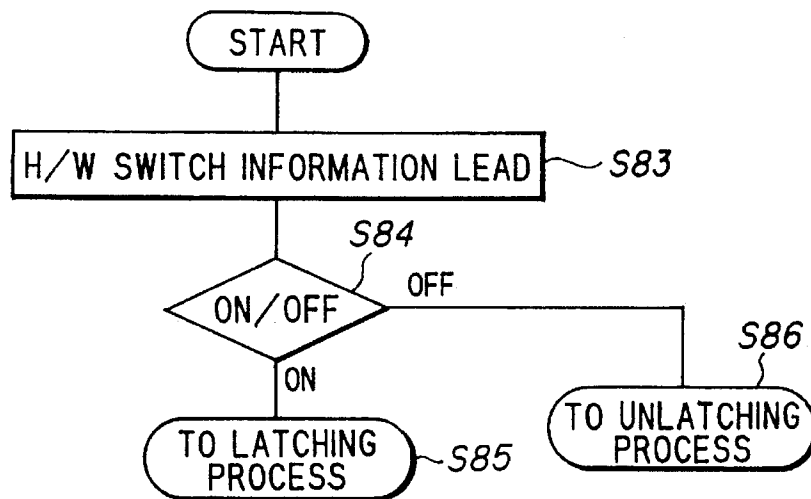 START
H/W SWITCH INFORMATION LEAD
S83
S84
ON/OFF
OFF
ON
S86
TO UNLATCHING
PROCESS
TO LATCHING
PROCESS
S85